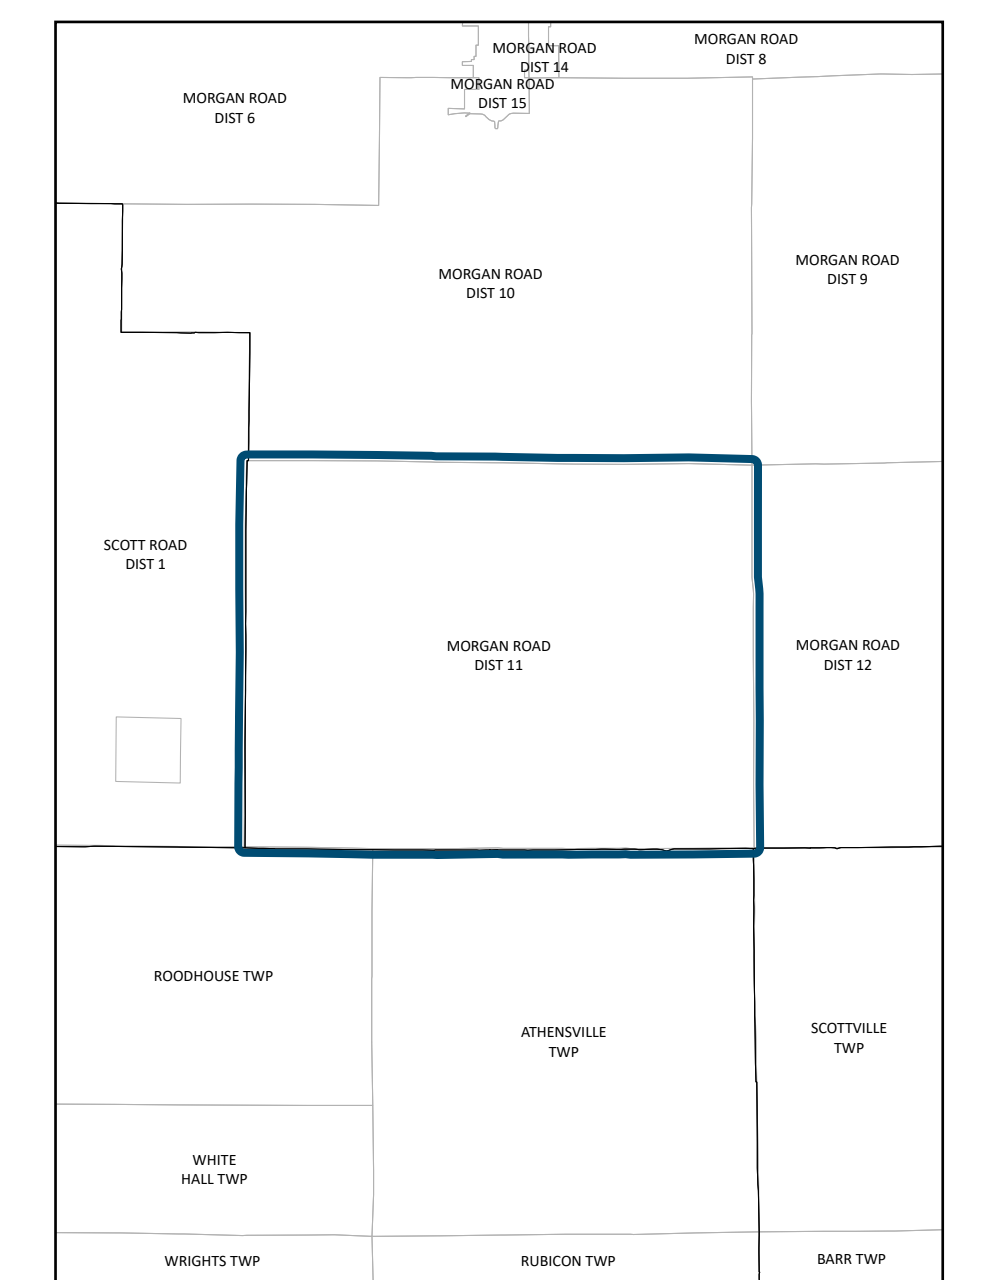 MORGAN ROAD
DIST 8
MORGAN ROAD
DIST 14
MORGAN ROAD
DIST 15
MORGAN ROAD
DIST 6
MORGAN ROAD
DIST 10
MORGAN ROAD
DIST 9
SCOTT ROAD
DIST 1
MORGAN ROAD
DIST 11
MORGAN ROAD
DIST 12
ROODHOUSE TWP
ATHENSVILLE
TWP
SCOTTVILLE
TWP
WHITE
HALL TWP
WRIGHTS TWP
RUBICON TWP
BARR TWP